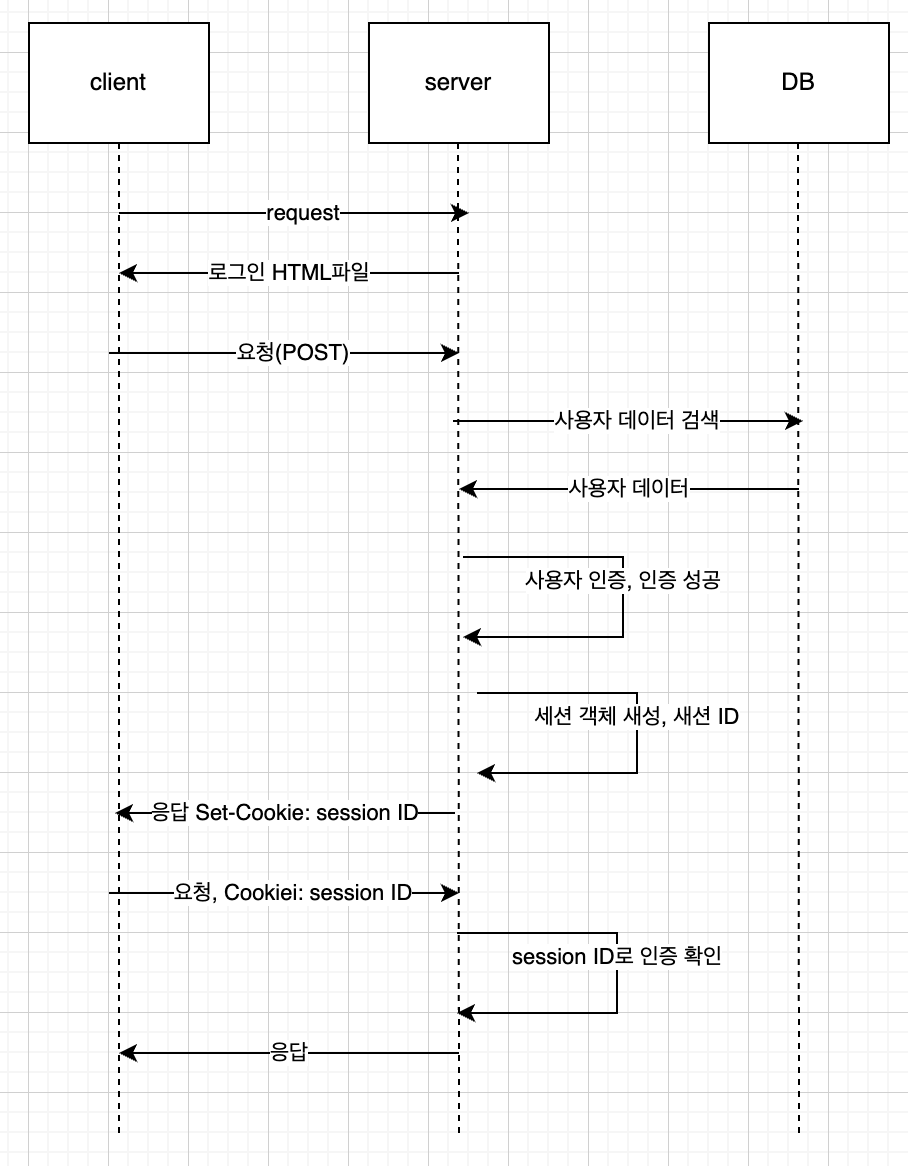 client
server
DB
request
로그인 HTML파일
요청(POST)
사용자 데이터 검색
사용자 데이터
사용자 인증, 인증 성공
세션 객체 새성, 새션 ID
응답 Set-Cookie: session ID
요청, Cookiei: session ID
session ID로 인증 확인
응답